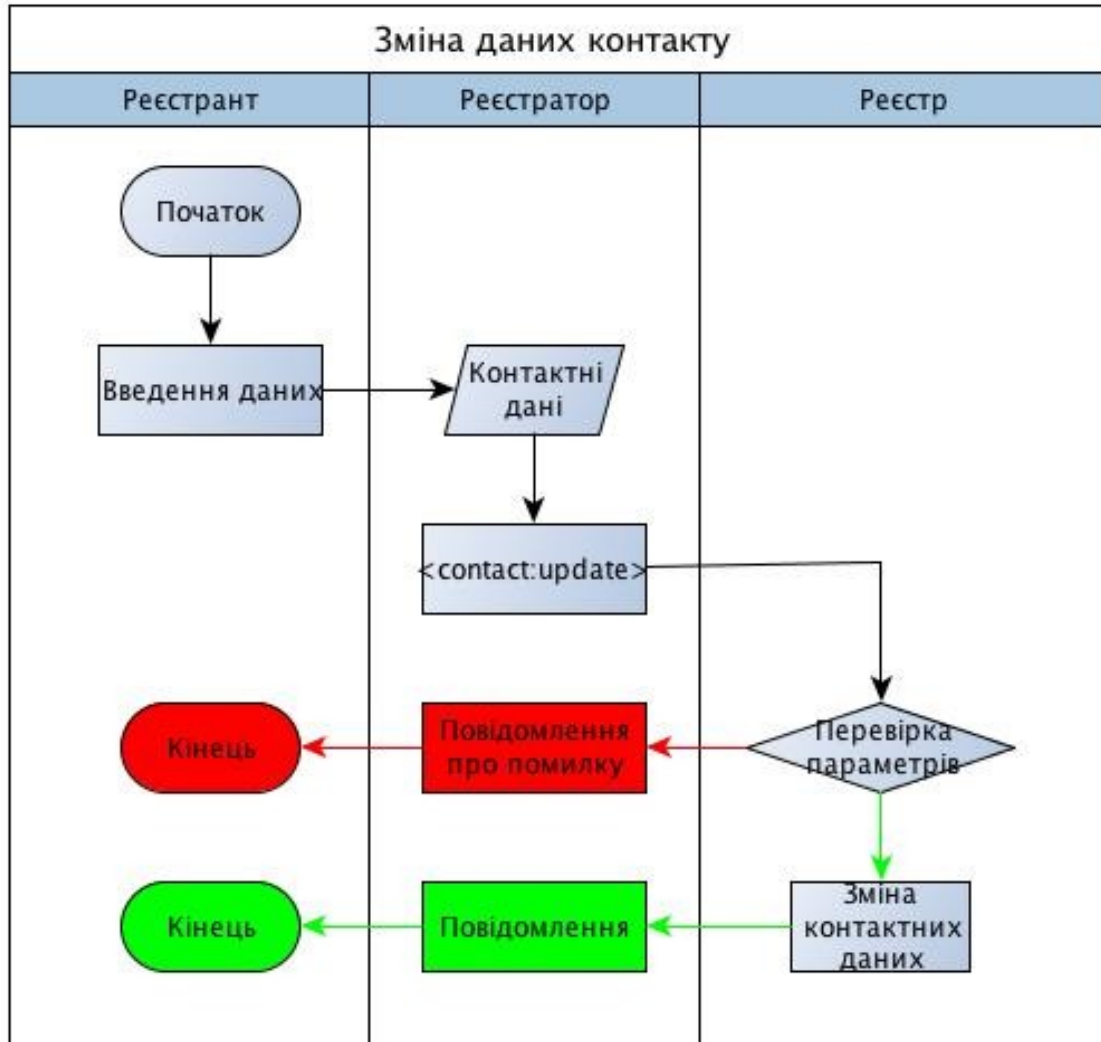 Зміна даних контакту
Реєстрант
Реєстратор
Реєстр
Початок
Введення даних
Контактні
дані
<contact:update>
Перевірка
параметрів
Повідомлення
про помилку
Кінець
Зміна
контактних
даних
Повідомлення
Кінець